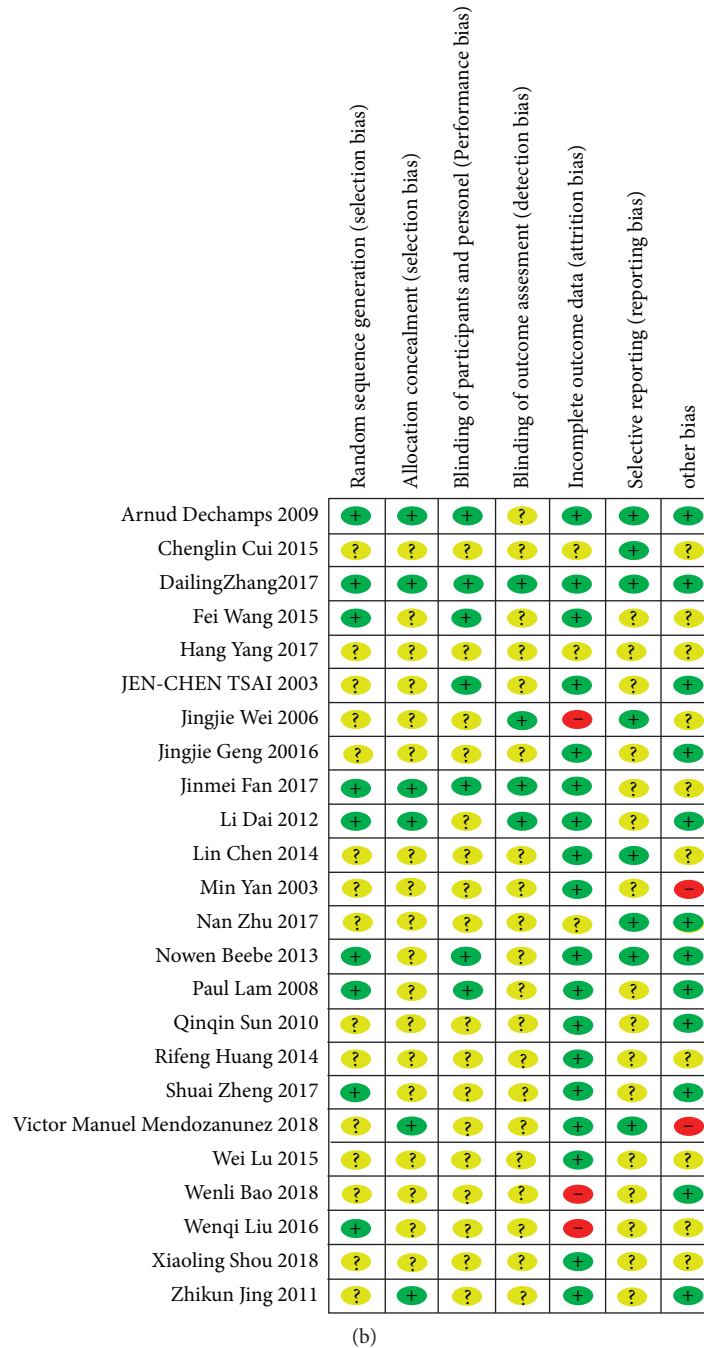 Random sequence generation (selection bias)
Allocation concealment (selection bias)
Blinding of participants and personel (Performance bias)
Blinding of outcome assesment (detection bias)
Incomplete outcome data (attrition bias)
Selective reporting (reporting bias)
other bias
Arnud Dechamps 2009 + + + ? + + +
Chenglin Cui 2015 ? ? ? ? ? + ?
DailingZhang2017 + + + + + + +
Fei Wang 2015 + ? + ? + ? ?
Hang Yang 2017 ? ? ? ? ? ? ?
JEN-CHEN TSAI 2003 ? ? + ? + ? +
Jingjie Wei 2006 ? ? ? + − + ?
Jingjie Geng 20016 ? ? ? ? + ? +
Jinmei Fan 2017 + + + + + ? ?
Li Dai 2012 + + ? + + ? +
Lin Chen 2014 ? ? ? ? + + ?
Min Yan 2003 ? ? ? ? + ? −
Nan Zhu 2017 ? ? ? ? ? + +
Nowen Beebe 2013 + ? + ? + + +
Paul Lam 2008 + ? + ? + ? +
Qinqin Sun 2010 ? ? ? ? + ? +
Rifeng Huang 2014 ? ? ? ? + ? ?
Shuai Zheng 2017 + ? ? ? + ? +
Victor Manuel Mendozanunez 2018 ? + ? ? + + −
Wei Lu 2015 ? ? ? ? + ? ?
Wenli Bao 2018 ? ? ? ? − ? +
Wenqi Liu 2016 + ? ? ? − ? ?
Xiaoling Shou 2018 ? ? ? ? + ? ?
Zhikun Jing 2011 ? + ? ? + ? +
(b)